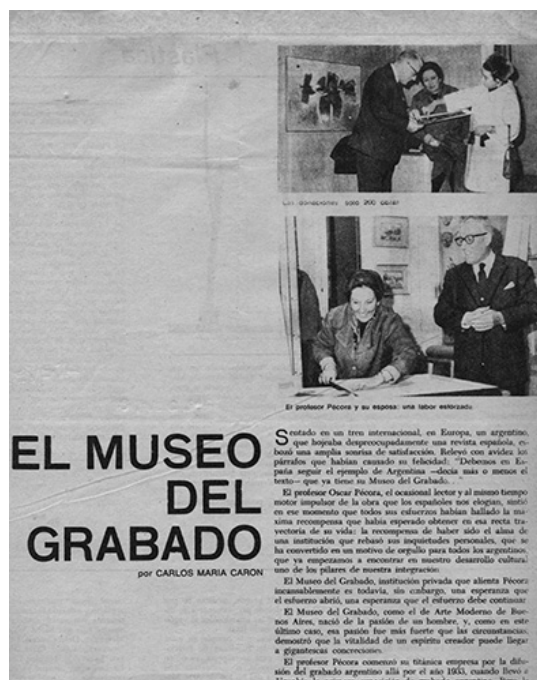 solo 200 obras
El profesor Pécora y su esposa: una labor esforzada
EL MUSEO
DEL
GRABADO
por CARLOS MARIA CARON
Sentado en un tren internacional, en Europa, un argentino,
que hojeaba despreocupadamente una revista española, es-
bozó una amplia sonrisa de satisfacción. Relevó con avidez los
párrafos que habían causado su felicidad: "Debemos en Es-
paña seguir el ejemplo de Argentina —decía más o menos el
texto— que ya tiene su Museo del Grabado. . ."
El profesor Oscar Pécora, el ocasional lector y al mismo tiempo
motor impulsor de la obra que los españoles nos elogian, sintió
en ese momento que todos sus esfuerzos habían hallado la má-
xima recompensa que había esperado obtener en esa recta tra-
yectoria de su vida: la recompensa de haber sido el alma de
una institución que rebasó sus inquietudes personales, que se
ha convertido en un motivo de orgullo para todos los argentinos,
que ya empezamos a encontrar en nuestro desarrollo cultural
uno de los pilares de nuestra integración.
El Museo del Grabado, institución privada que alienta Pécora
incansablemente es todavía, sin embargo, una esperanza que
el esfuerzo abrió, una esperanza que el esfuerzo debe continuar.
El Museo del Grabado, como el de Arte Moderno de Bue-
nos Aires, nació de la pasión de un hombre, y, como en este
último caso, esa pasión fue más fuerte que las circunstancias;
demostró que la vitalidad de un espíritu creador puede llegar
a gigantescas concreciones.
El profesor Pécora comenzó su titánica empresa por la difu-
sión del grabado argentino allá por el año 1933, cuando llevó a